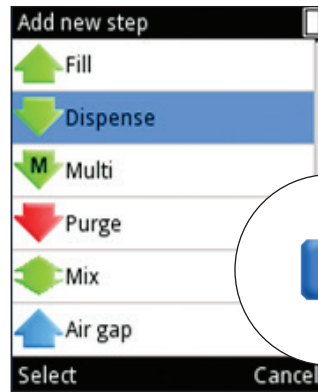 Add new step
Fill
Dispense
M Multi
Purge
Mix
Air gap
Select Cancel